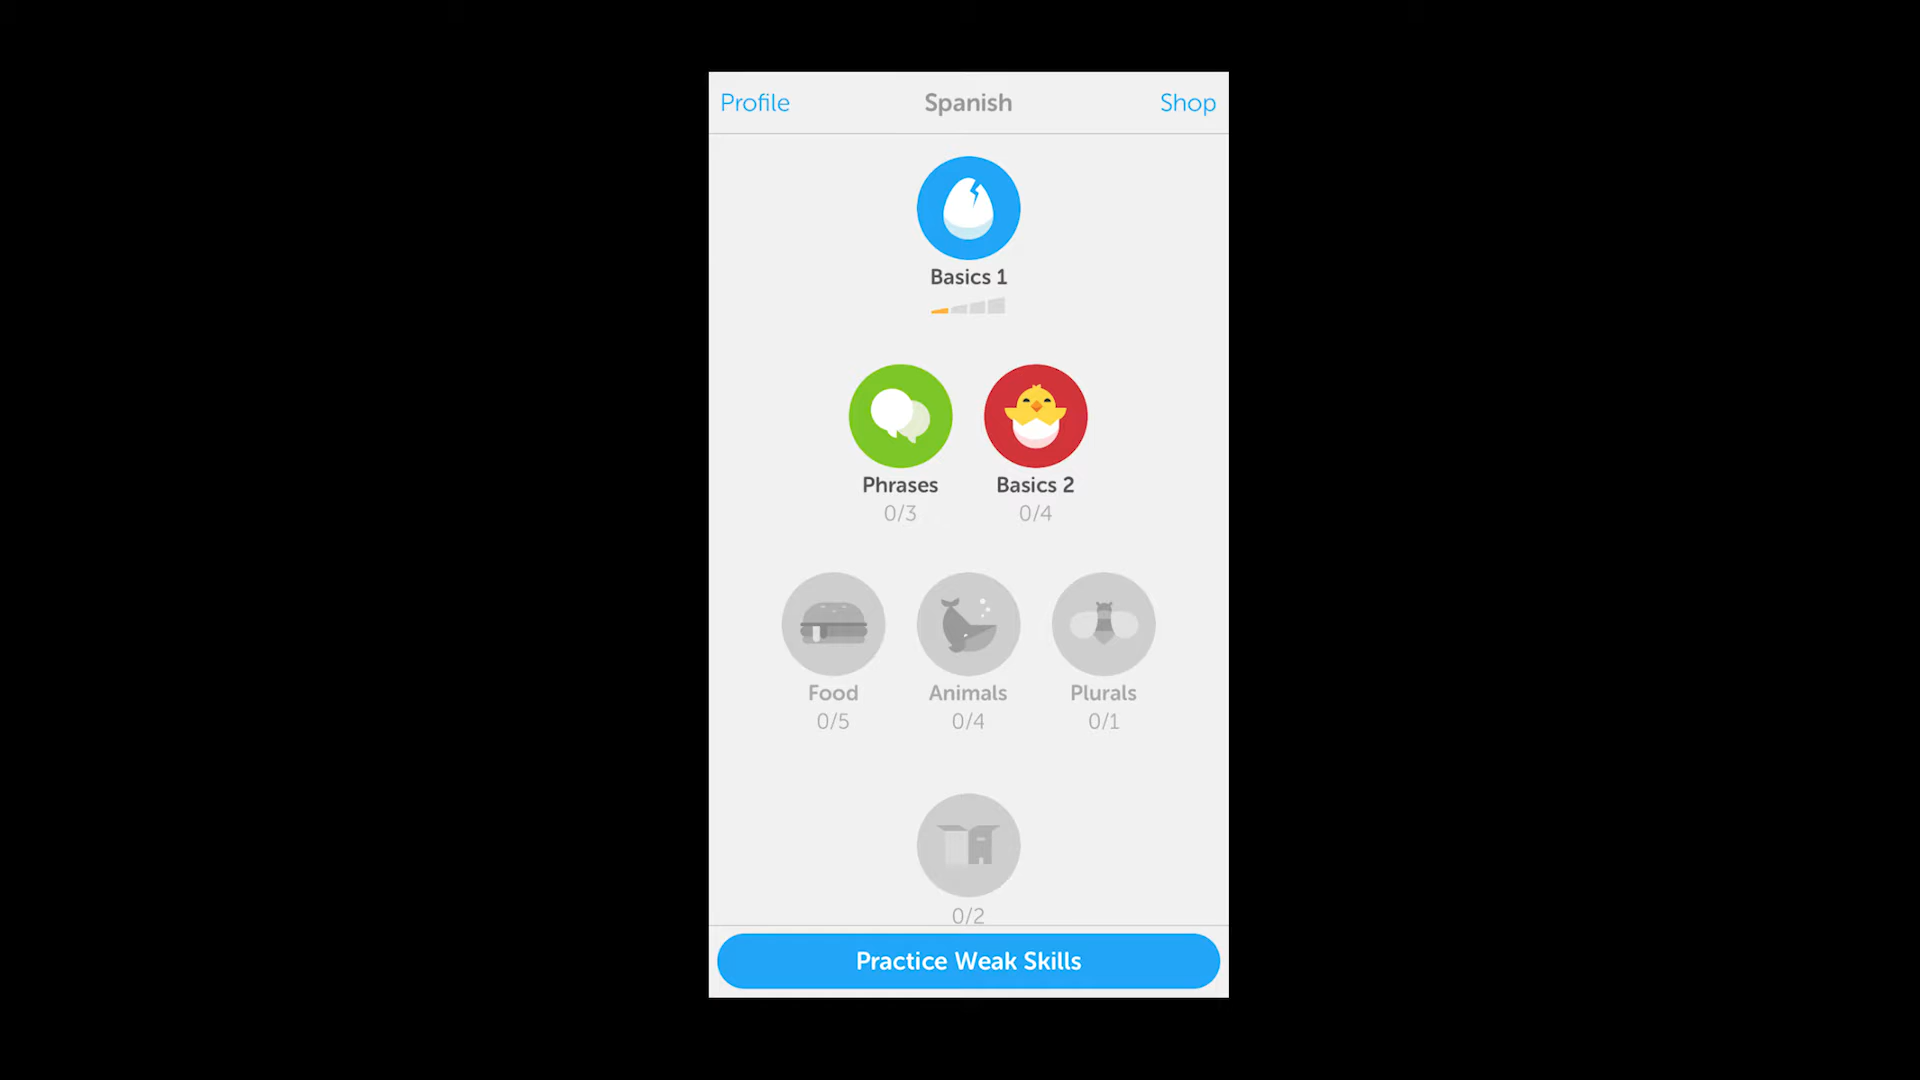 Profile Spanish Shop
Basics 1
Phrases Basics 2
0/3 0/4
Food Animals Plurals
0/5 0/4 0/1
0/2
Practice Weak Skills